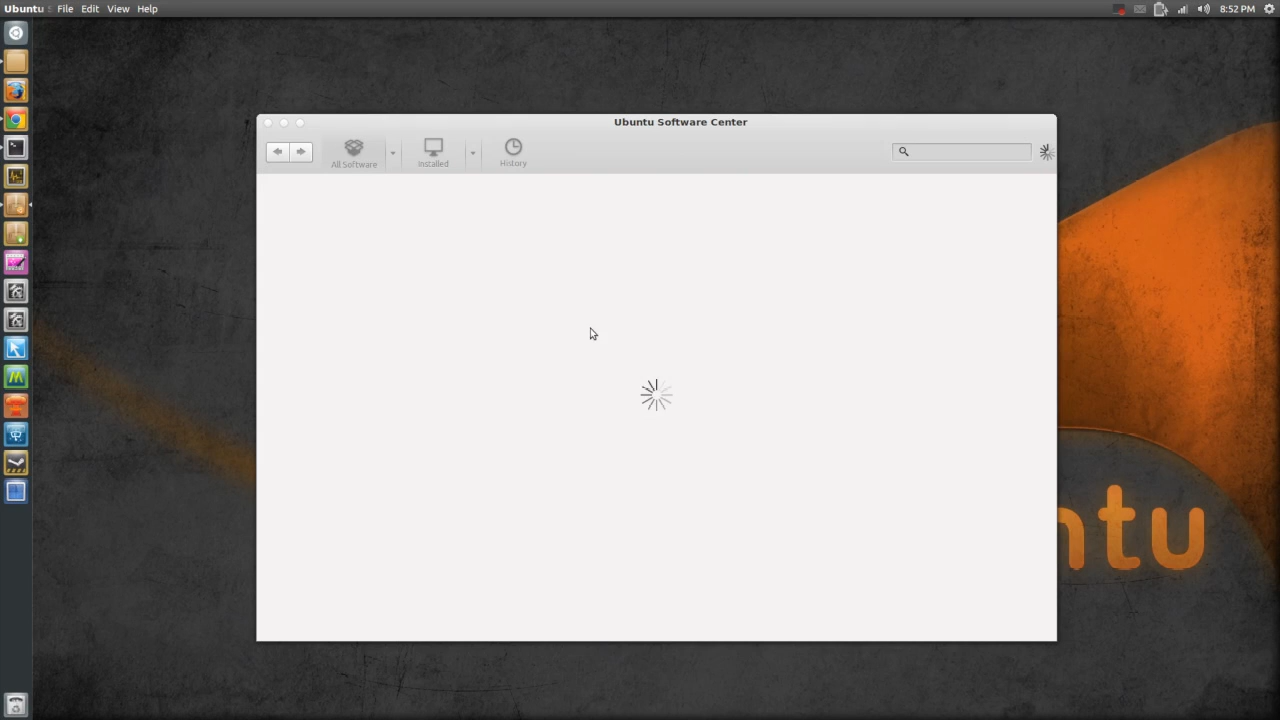 Ubuntu File Edit View Help 8:52 PM
Ubuntu Software Center
All Software Installed History
ntu